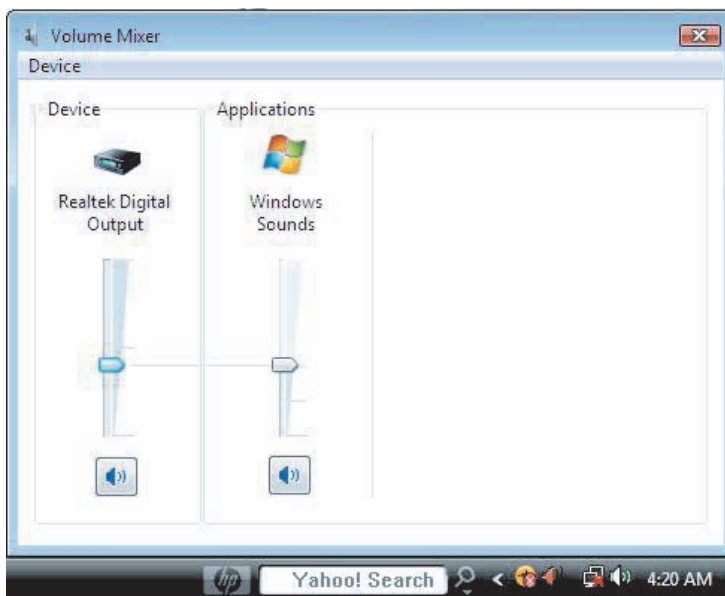 Volume Mixer
Device
Device
Applications
Realtek Digital
Output
Windows
Sounds
hp
Yahoo! Search
4:20 AM